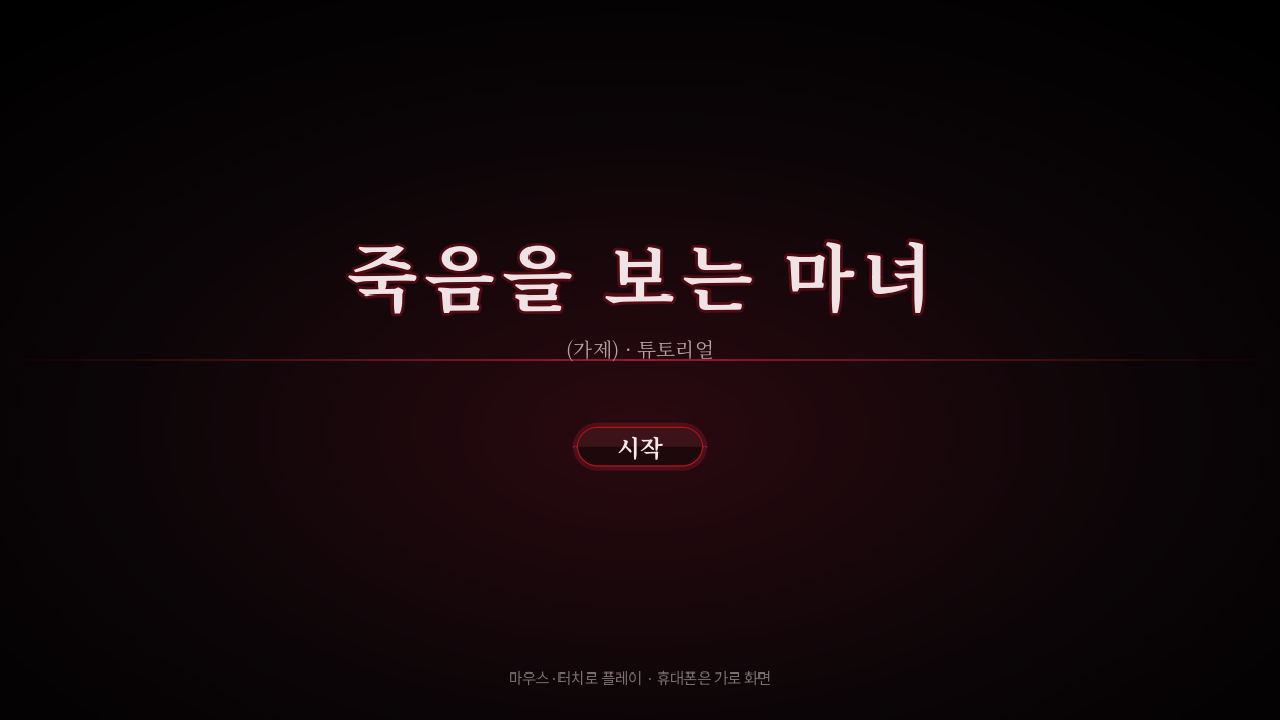 죽음을 보는 마녀
(가제) · 튜토리얼
시작
마우스·터치로 플레이 · 휴대폰은 가로 화면